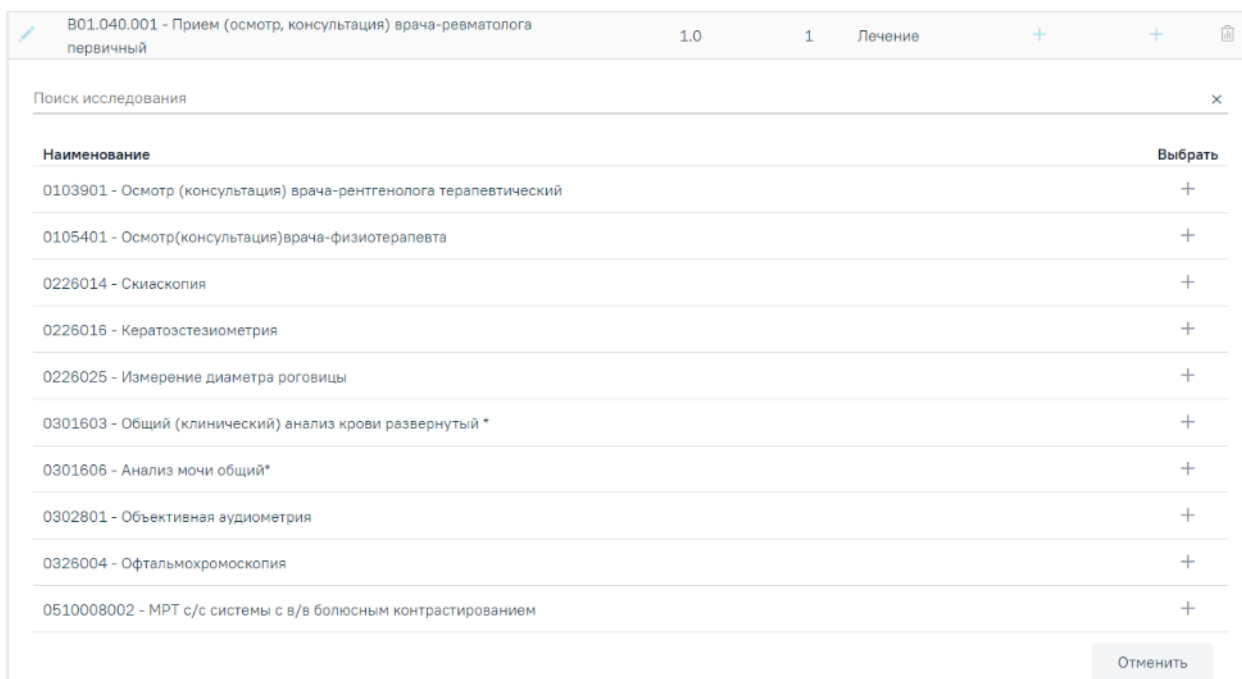 B01.040.001 - Прием (осмотр, консультация) врача-ревматолога
первичный
1.0 1 Лечение
Поиск исследования
Наименование Выбрать
0103901 - Осмотр (консультация) врача-рентгенолога терапевтический
0105401 - Осмотр(консультация)врача-физиотерапевта
0226014 - Скиаскопия
0226016 - Кератоэстезиометрия
0226025 - Измерение диаметра роговицы
0301603 - Общий (клинический) анализ крови развернутый *
0301606 - Анализ мочи общий*
0302801 - Объективная аудиометрия
0326004 - Офтальмохромоскопия
0510008002 - МРТ с/с системы с в/в болюсным контрастированием
Отменить